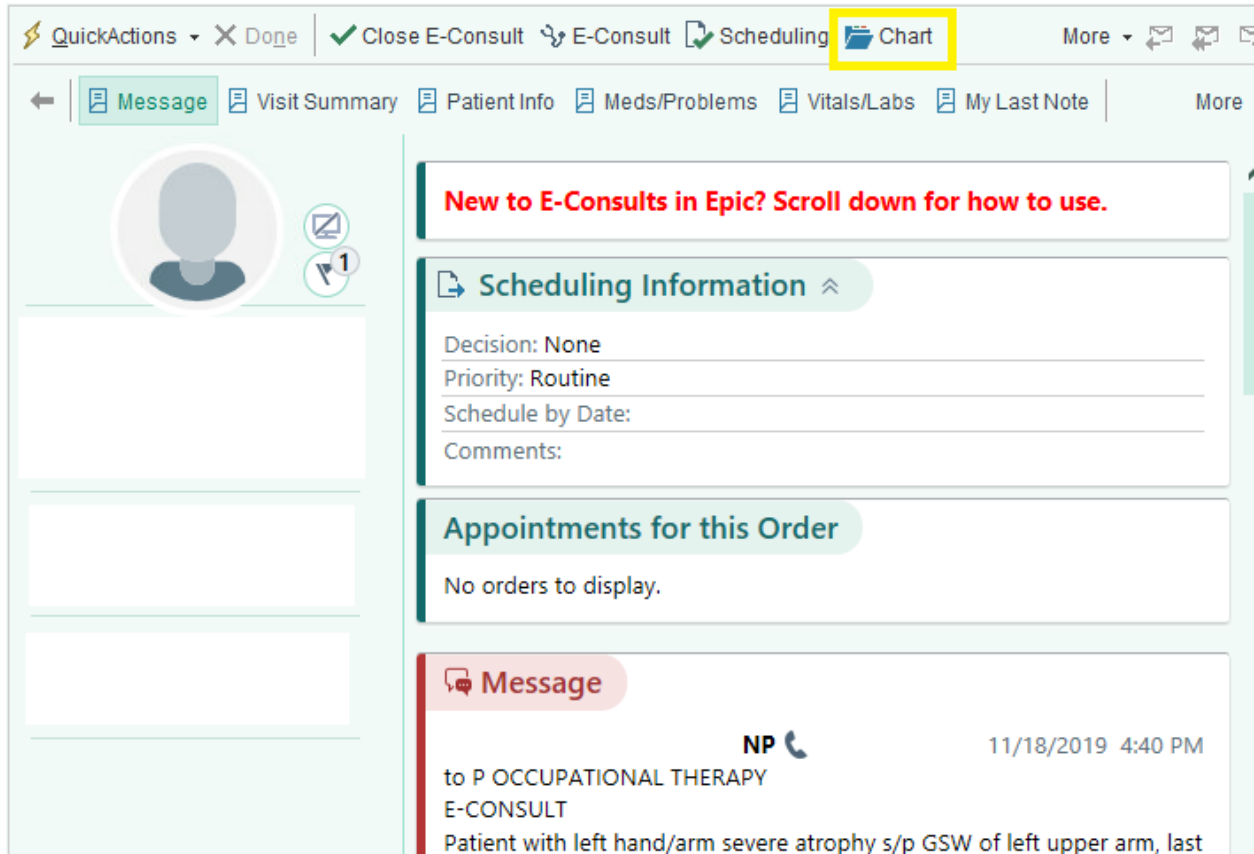 QuickActions Done Close E-Consult E-Consult Scheduling Chart More
Message Visit Summary Patient Info Meds/Problems Vitals/Labs My Last Note More
1
New to E-Consults in Epic? Scroll down for how to use.
Scheduling Information
Decision: None
Priority: Routine
Schedule by Date:
Comments:
Appointments for this Order
No orders to display.
Message
NP 11/18/2019 4:40 PM
to P OCCUPATIONAL THERAPY
E-CONSULT
Patient with left hand/arm severe atrophy s/p GSW of left upper arm, last